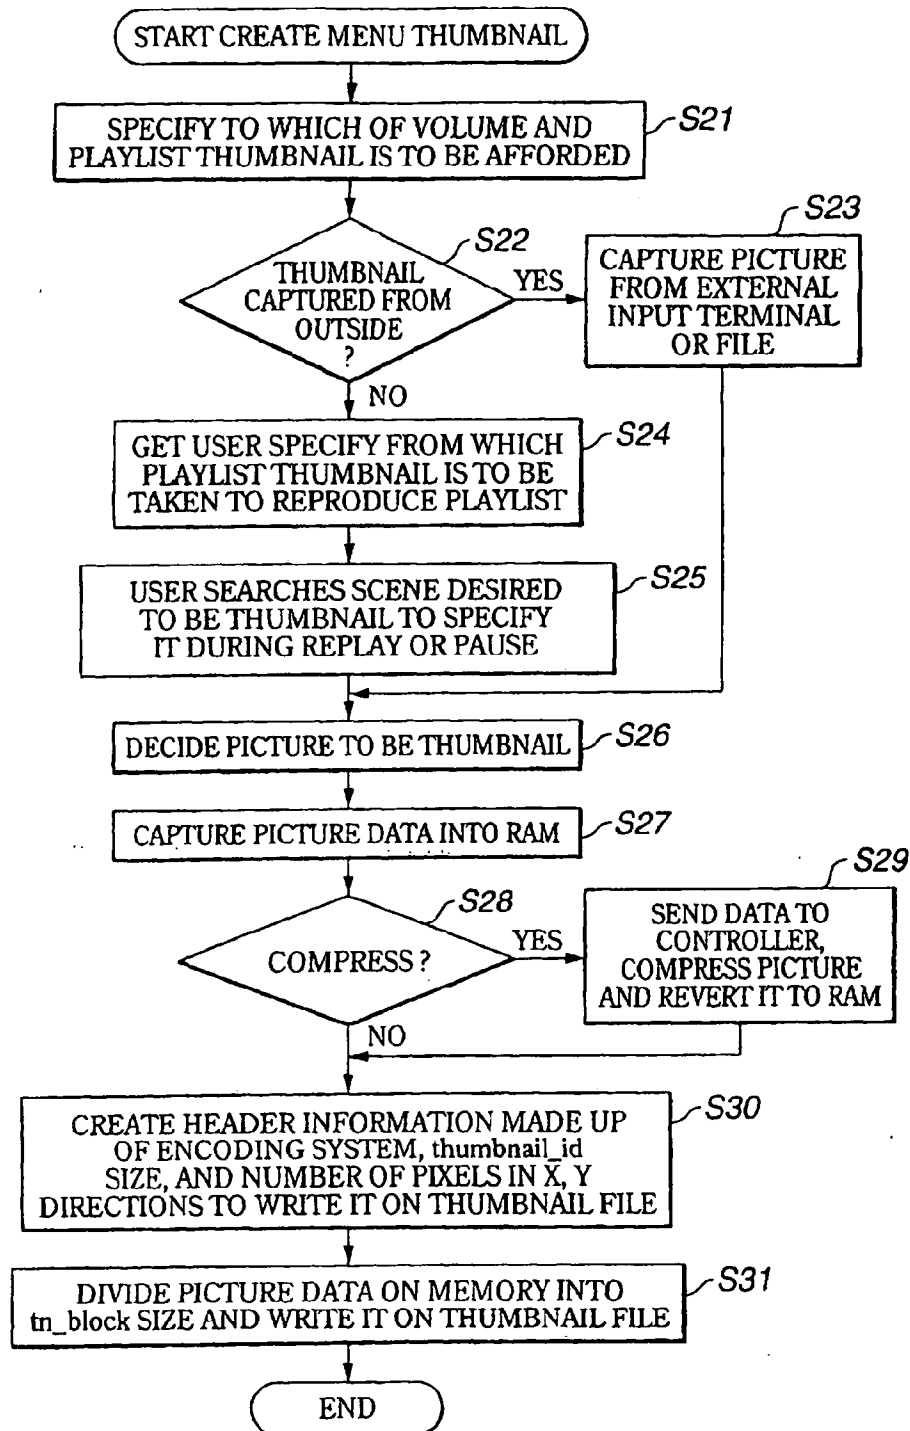 START CREATE MENU THUMBNAIL
SPECIFY TO WHICH OF VOLUME AND
PLAYLIST THUMBNAIL IS TO BE AFFORDED
S21
THUMBNAIL
CAPTURED FROM
OUTSIDE
?
S22
YES
NO
CAPTURE PICTURE
FROM EXTERNAL
INPUT TERMINAL
OR FILE
S23
GET USER SPECIFY FROM WHICH
PLAYLIST THUMBNAIL IS TO BE
TAKEN TO REPRODUCE PLAYLIST
S24
USER SEARCHES SCENE DESIRED
TO BE THUMBNAIL TO SPECIFY
IT DURING REPLAY OR PAUSE
S25
DECIDE PICTURE TO BE THUMBNAIL
S26
CAPTURE PICTURE DATA INTO RAM
S27
COMPRESS ?
S28
YES
NO
SEND DATA TO
CONTROLLER,
COMPRESS PICTURE
AND REVERT IT TO RAM
S29
CREATE HEADER INFORMATION MADE UP
OF ENCODING SYSTEM, thumbnail_id
SIZE, AND NUMBER OF PIXELS IN X, Y
DIRECTIONS TO WRITE IT ON THUMBNAIL FILE
S30
DIVIDE PICTURE DATA ON MEMORY INTO
tn_block SIZE AND WRITE IT ON THUMBNAIL FILE
S31
END